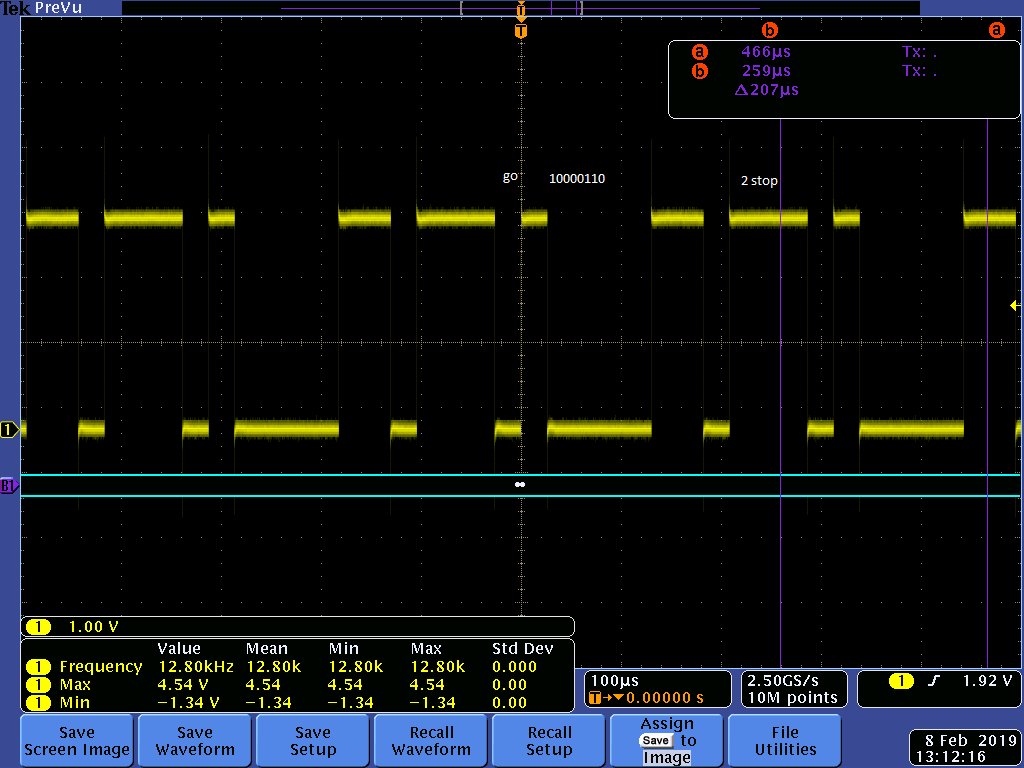 Tek PreVu
T
T
b
a
a 466µs Tx: .
b 259µs Tx: .
Δ207µs
go 10000110 2 stop
1
B1
1 1.00 V
Value Mean Min Max Std Dev
1 Frequency 12.80kHz 12.80k 12.80k 12.80k 0.000
1 Max 4.54 V 4.54 4.54 4.54 0.00
1 Min −1.34 V −1.34 −1.34 −1.34 0.00
100µs
T→▼0.00000 s
2.50GS/s
10M points
1 1.92 V
Save
Screen Image
Save
Waveform
Save
Setup
Recall
Waveform
Recall
Setup
Assign
Save to
Image
File
Utilities
8 Feb 2019
13:12:16